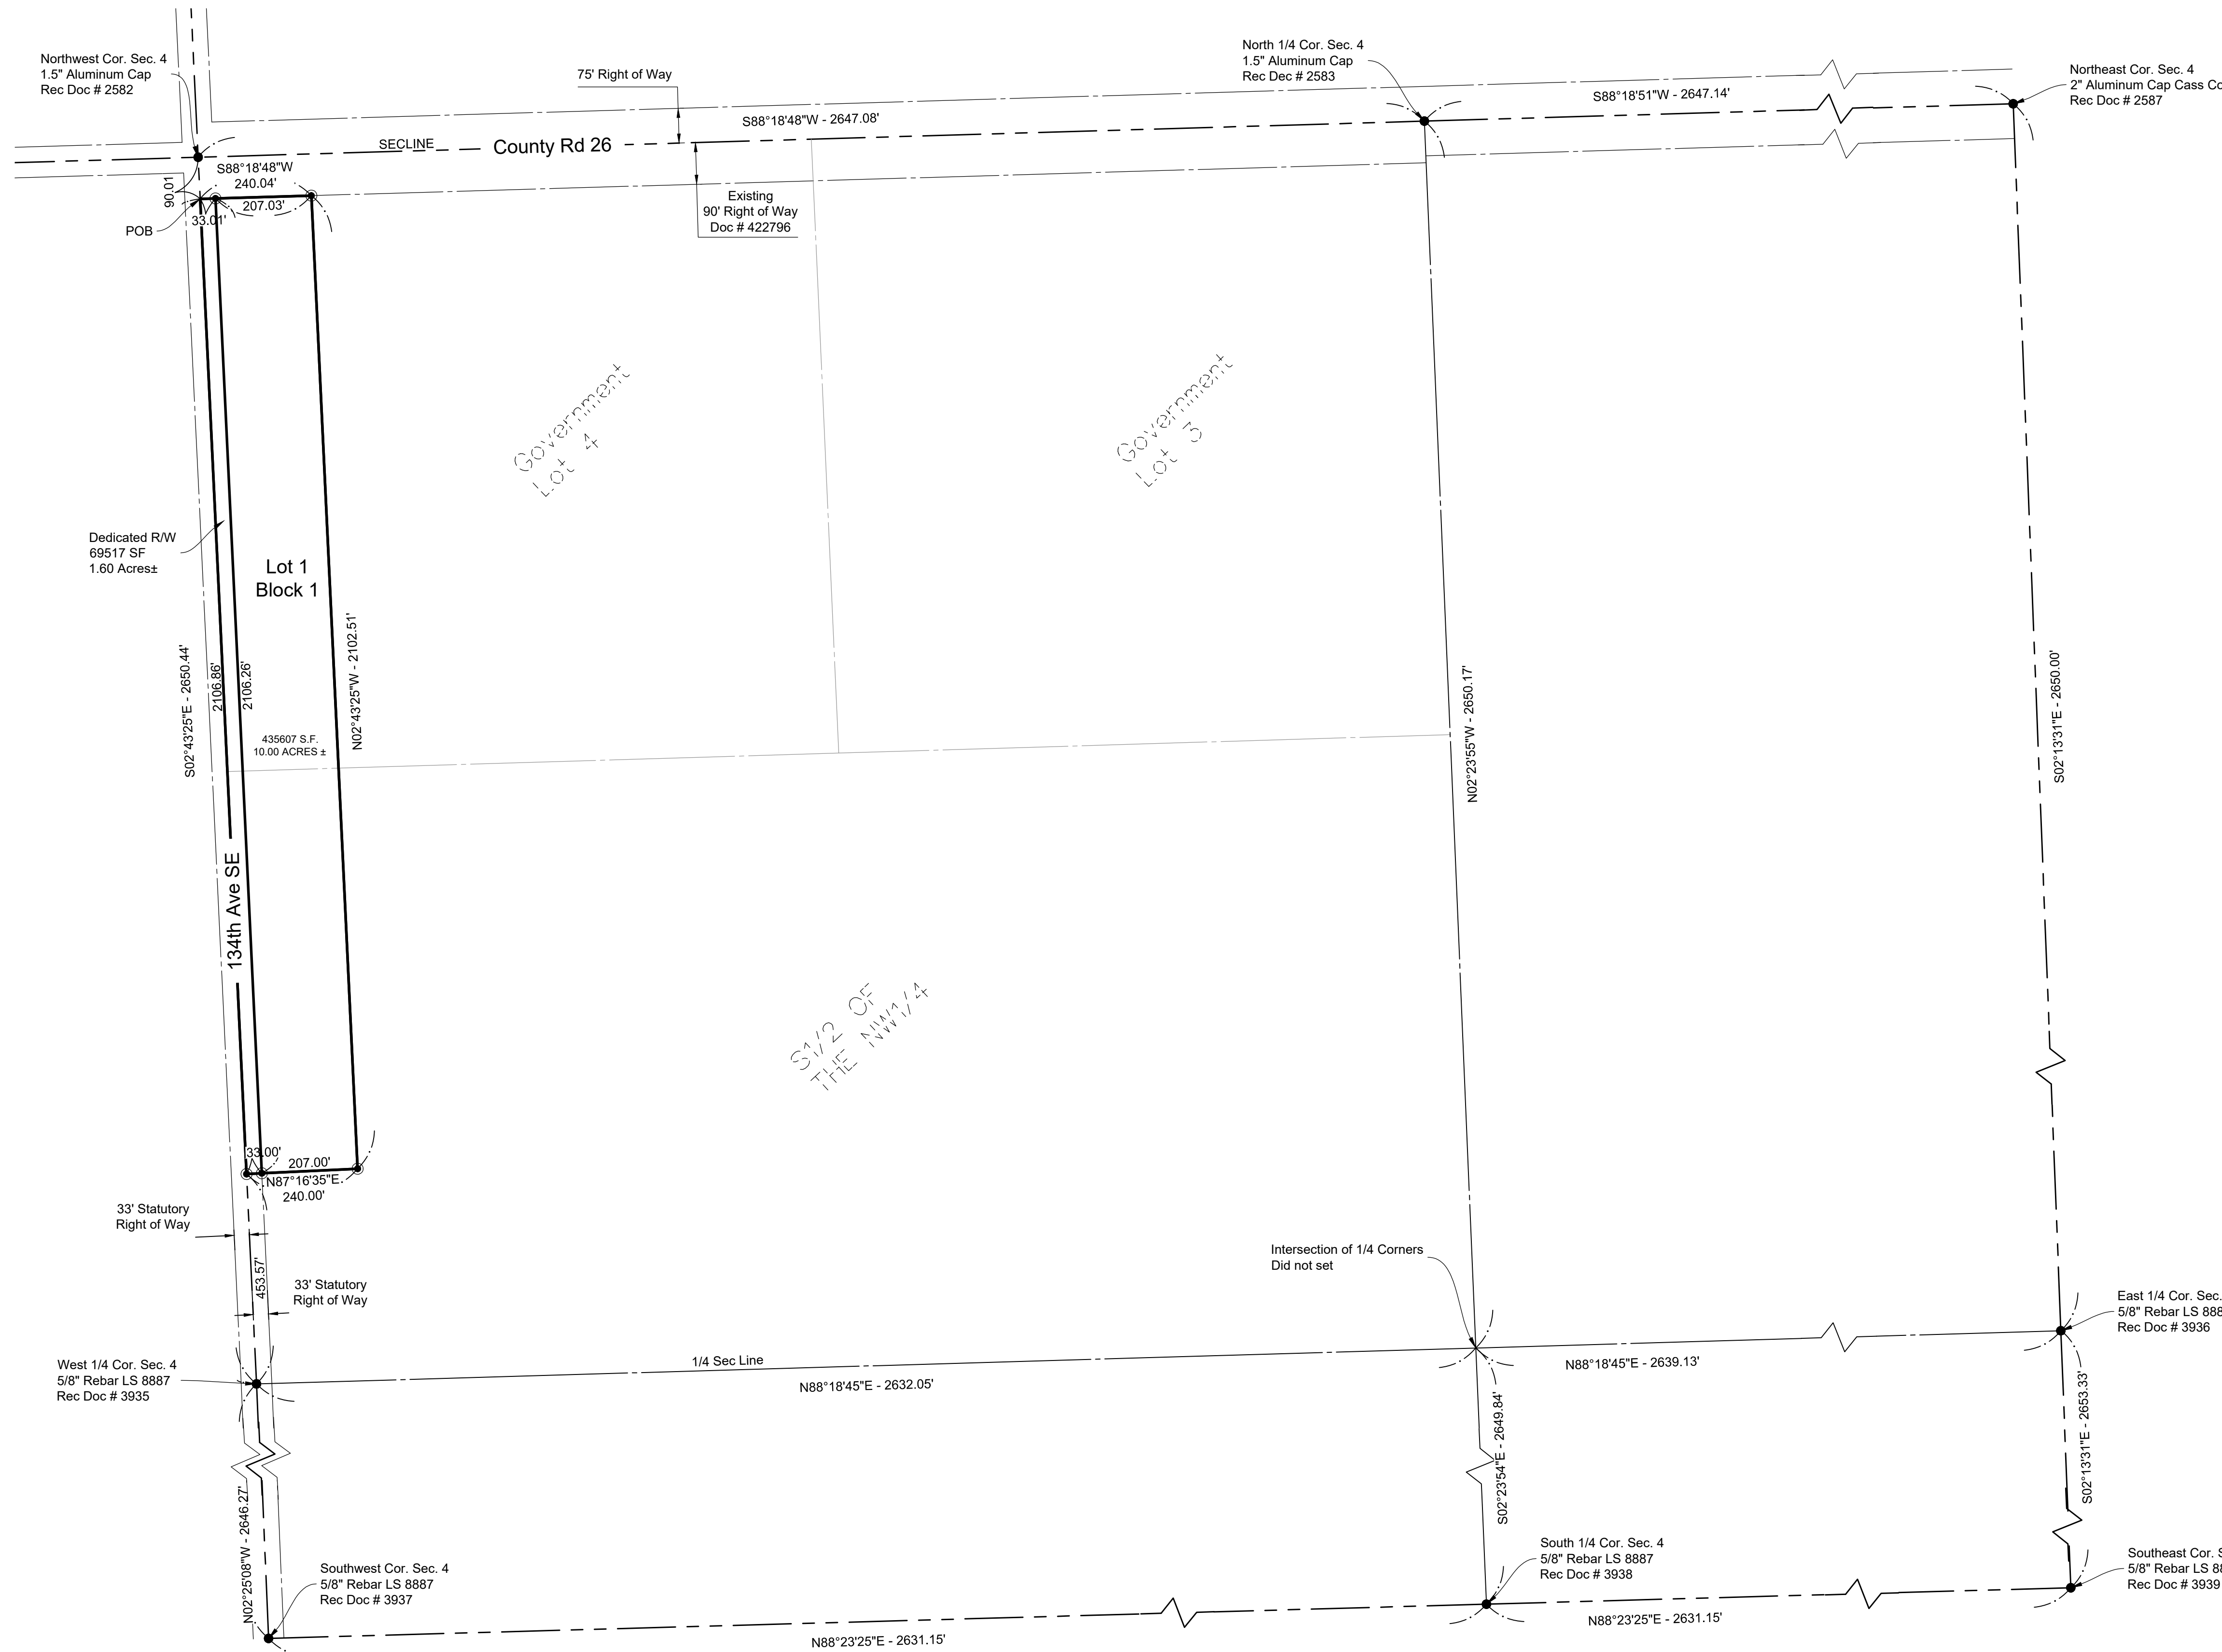 Northwest Cor. Sec. 4
1.5" Aluminum Cap
Rec Doc # 2582
75' Right of Way
North 1/4 Cor. Sec. 4
1.5" Aluminum Cap
Rec Dec # 2583
Northeast Cor. Sec. 4
2" Aluminum Cap Cass Co
Rec Doc # 2587
S88°18'51"W - 2647.14'
S88°18'48"W - 2647.08'
SECLINE
County Rd 26
S88°18'48"W
240.04'
90.01
207.03'
33.01'
POB
Existing
90' Right of Way
Doc # 422796
Government
Lot 4
Government
Lot 3
Dedicated R/W
69517 SF
1.60 Acres±
Lot 1
Block 1
S02°43'25"E - 2650.44'
2106.86'
2106.26'
N02°43'25"W - 2102.51'
435607 S.F.
10.00 ACRES ±
N02°23'55"W - 2650.17'
S02°13'31"E - 2650.00'
134th Ave SE
S1/2 OF
THE NW1/4
33.00'
207.00'
N87°16'35"E
240.00'
33' Statutory
Right of Way
453.57'
33' Statutory
Right of Way
Intersection of 1/4 Corners
Did not set
East 1/4 Cor. Sec.
5/8" Rebar LS 888
Rec Doc # 3936
West 1/4 Cor. Sec. 4
5/8" Rebar LS 8887
Rec Doc # 3935
1/4 Sec Line
N88°18'45"E - 2632.05'
N88°18'45"E - 2639.13'
S02°23'54"E - 2649.84'
S02°13'31"E - 2653.33'
N02°25'08"W - 2646.27'
Southwest Cor. Sec. 4
5/8" Rebar LS 8887
Rec Doc # 3937
South 1/4 Cor. Sec. 4
5/8" Rebar LS 8887
Rec Doc # 3938
Southeast Cor. S
5/8" Rebar LS 88
Rec Doc # 3939
N88°23'25"E - 2631.15'
N88°23'25"E - 2631.15'